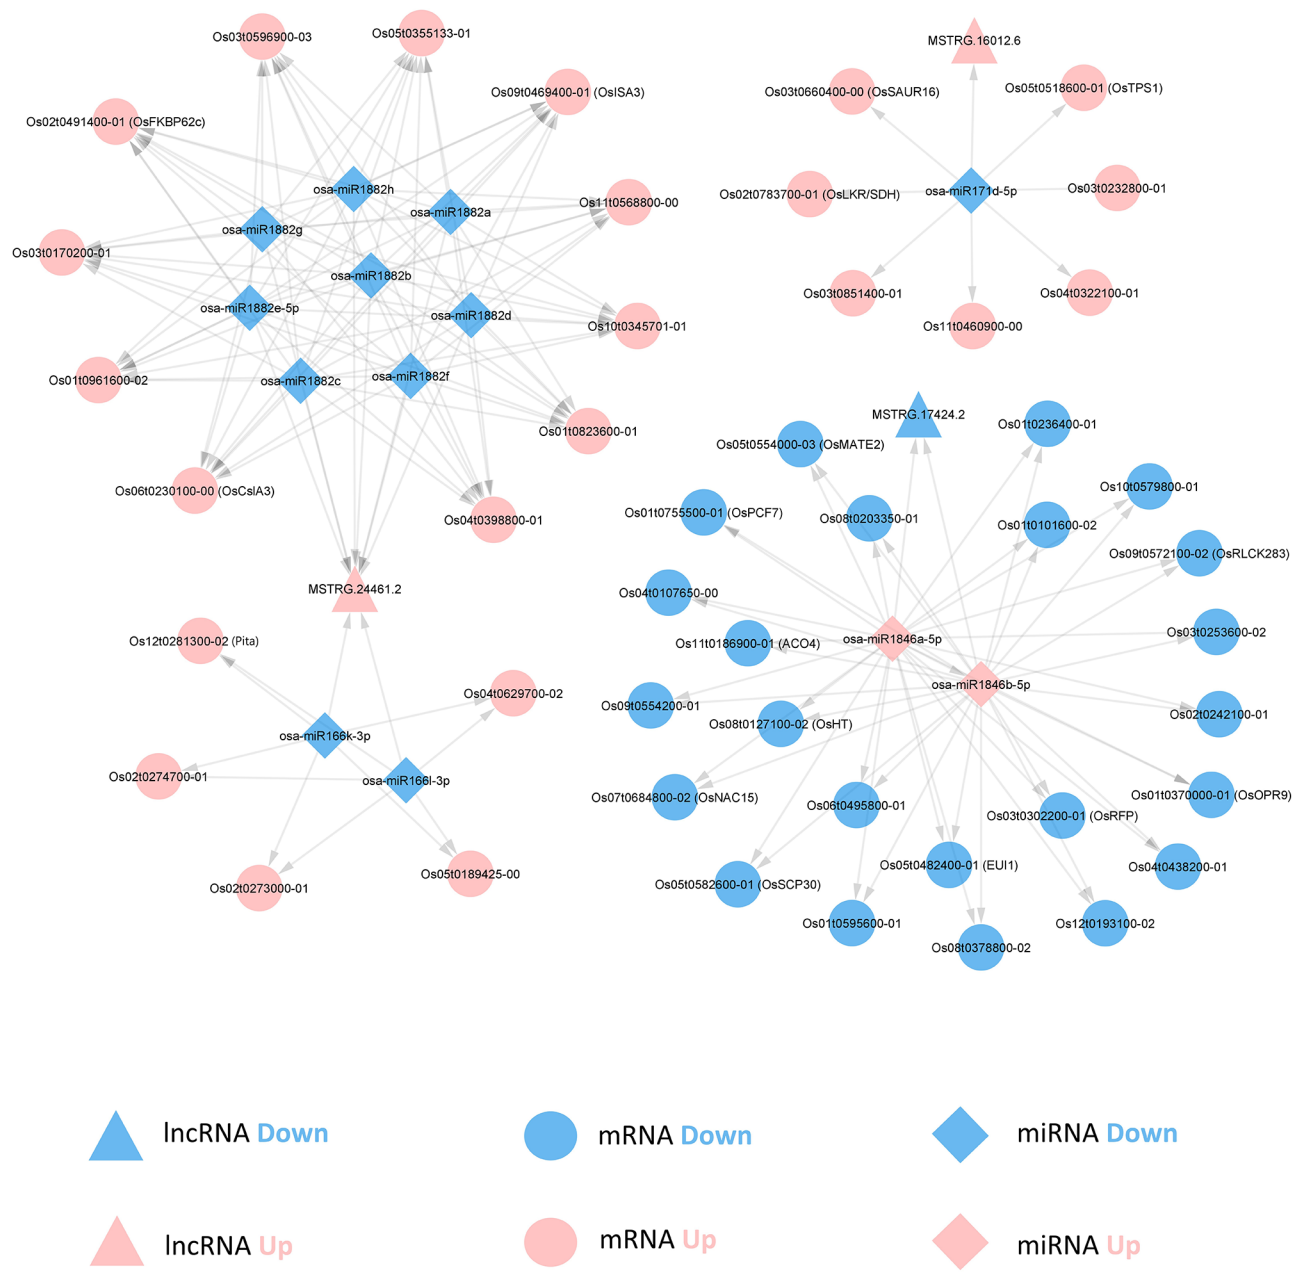 Os03t0596900-03
Os05t0355133-01
Os09t0469400-01 (OsISA3)
Os02t0491400-01 (OsFKBP62c)
osa-miR1882h
osa-miR1882a
Os11t0568800-00
osa-miR1882g
Os03t0170200-01
osa-miR1882b
osa-miR1882e-5p
osa-miR1882d
Os10t0345701-01
Os01t0961600-02
osa-miR1882c
osa-miR1882f
Os01t0823600-01
Os06t0230100-00 (OsCslA3)
Os04t0398800-01
MSTRG.24461.2
Os12t0281300-02 (Pita)
Os04t0629700-02
osa-miR166k-3p
Os02t0274700-01
osa-miR166l-3p
Os05t0189425-00
Os02t0273000-01
MSTRG.16012.6
Os03t0660400-00 (OsSAUR16)
Os05t0518600-01 (OsTPS1)
Os02t0783700-01 (OsLKR/SDH)
osa-miR171d-5p
Os03t0232800-01
Os03t0851400-01
Os04t0322100-01
Os11t0460900-00
MSTRG.17424.2
Os01t0236400-01
Os05t0554000-03 (OsMATE2)
Os10t0579800-01
Os01t0755500-01 (OsPCF7)
Os08t0203350-01
Os01t0101600-02
Os09t0572100-02 (OsRLCK283)
Os04t0107650-00
Os11t0186900-01 (ACO4)
osa-miR1846a-5p
Os03t0253600-02
osa-miR1846b-5p
Os09t0554200-01
Os08t0127100-02 (OsHT)
Os02t0242100-01
Os07t0684800-02 (OsNAC15)
Os06t0495800-01
Os03t0302200-01 (OsRFP)
Os01t0370000-01 (OsOPR9)
Os05t0482400-01 (EUI1)
Os04t0438200-01
Os05t0582600-01 (OsSCP30)
Os01t0595600-01
Os12t0193100-02
Os08t0378800-02
lncRNA Down
mRNA Down
miRNA Down
lncRNA Up
mRNA Up
miRNA Up